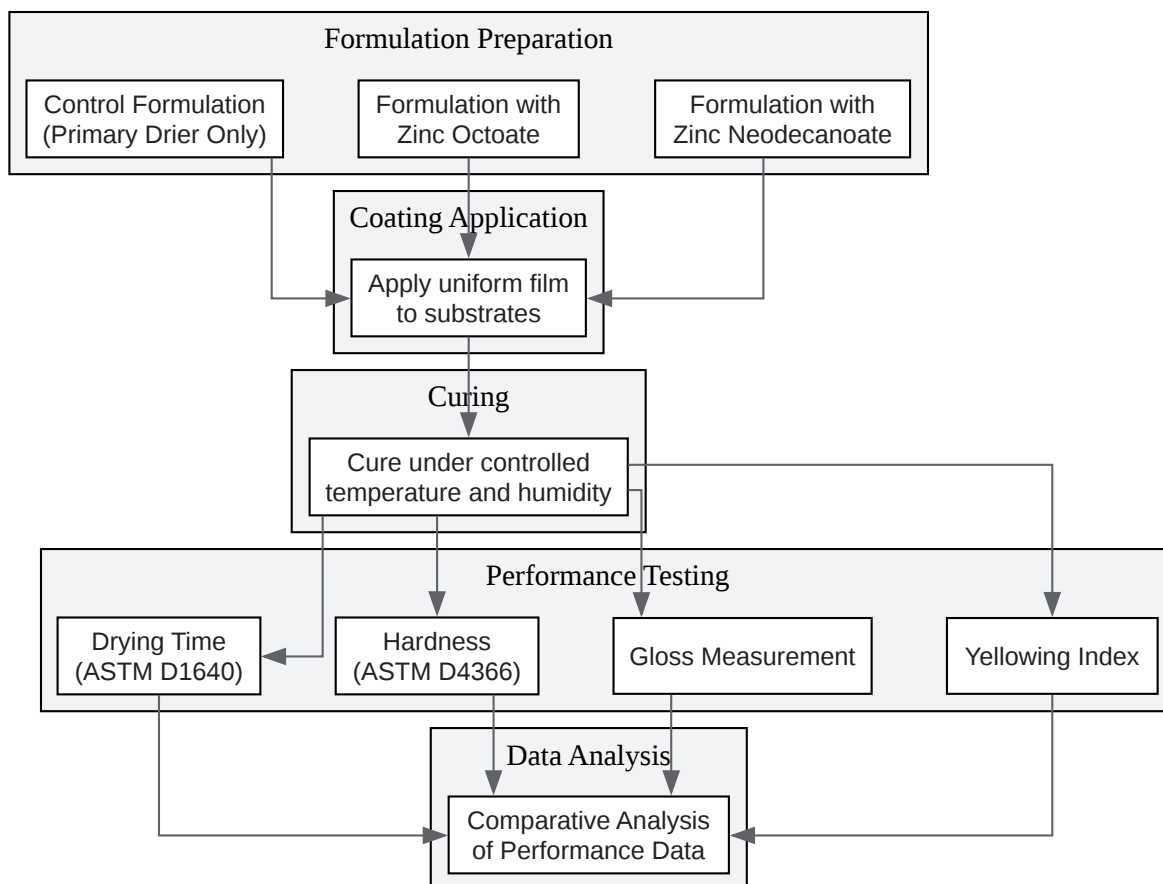 Formulation Preparation
Control Formulation
(Primary Drier Only)
Formulation with
Zinc Octoate
Formulation with
Zinc Neodecanoate
Coating Application
Apply uniform film
to substrates
Curing
Cure under controlled
temperature and humidity
Performance Testing
Drying Time
(ASTM D1640)
Hardness
(ASTM D4366)
Gloss Measurement
Yellowing Index
Data Analysis
Comparative Analysis
of Performance Data